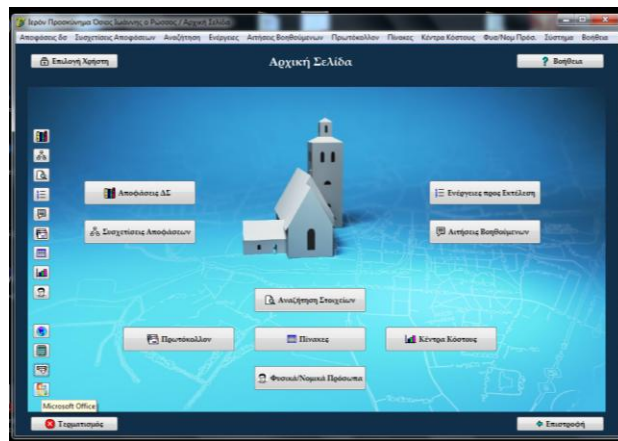 Ιερόν Προσκύνημα Όσιος Ιωάννης ο Ρώσσος / Αρχική Σελίδα
Αποφάσεις δσ Συσχετίσεις Αποφάσεων Αναζήτηση Ενέργειες Αιτήσεις Βοηθούμενων Πρωτόκολλον Πίνακες Κέντρα Κόστους Φυσ/Νομ Πρόσ. Σύστημα Βοήθεια
Επιλογή Χρήστη
Αρχική Σελίδα
? Βοήθεια
Αποφάσεις ΔΣ
Ενέργειες προς Εκτέλεση
Συσχετίσεις Αποφάσεων
Αιτήσεις Βοηθούμενων
Αναζήτηση Στοιχείων
Πρωτόκολλον
Πίνακες
Κέντρα Κόστους
Φυσικά/Νομικά Πρόσωπα
Microsoft Office
Τερματισμός
Επιστροφή